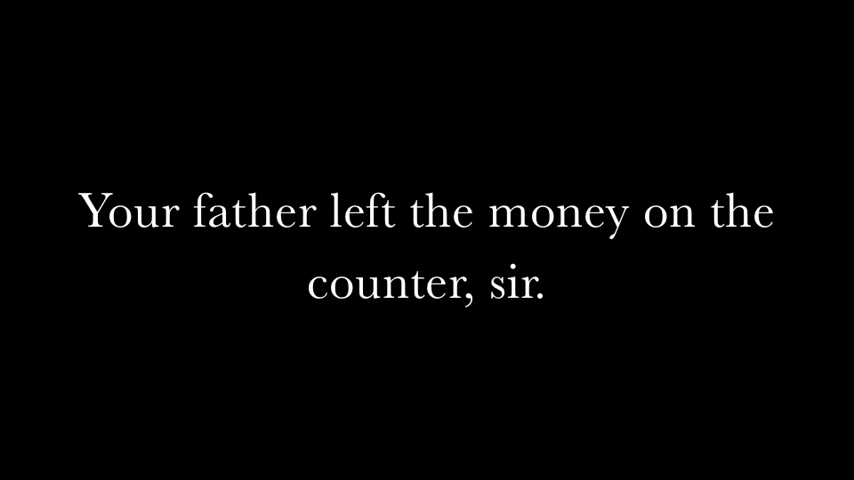 Your father left the money on the
counter, sir.